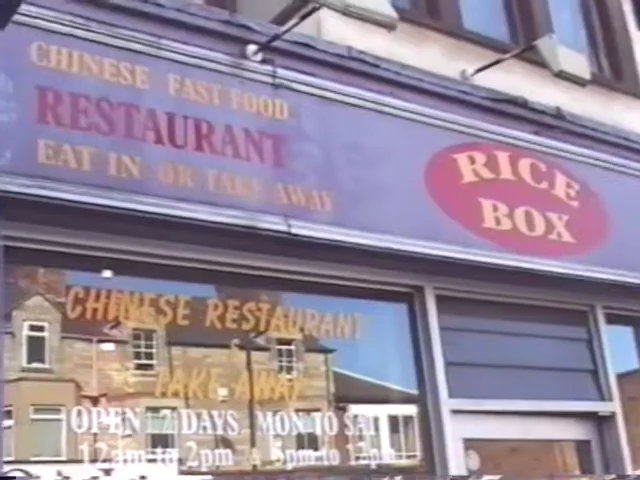 CHINESE FAST FOOD
RESTAURANT
EAT IN OR TAKE AWAY
RICE
BOX
CHINESE RESTAURANT
TAKE AWAY
OPEN 7 DAYS MON TO SAT
12am to 2pm & 5pm to 12pm